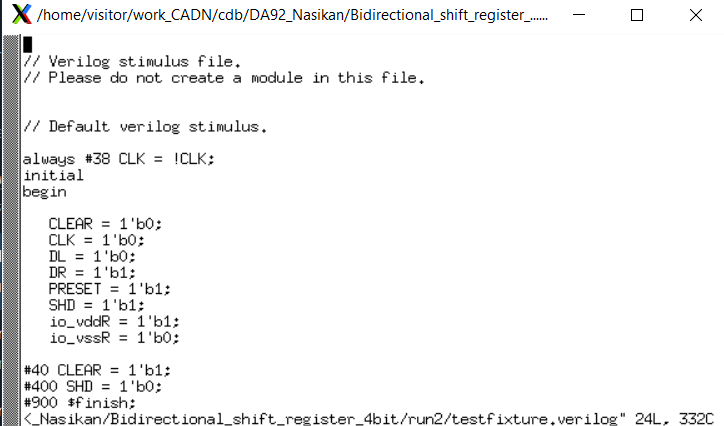 /home/visitor/work_CADN/cdb/DA92_Nasikan/Bidirectional_shift_register_......
// Verilog stimulus file.
// Please do not create a module in this file.
// Default verilog stimulus.
always #38 CLK = !CLK;
initial
begin
CLEAR = 1'b0;
CLK = 1'b0;
DL = 1'b0;
DR = 1'b1;
PRESET = 1'b1;
SHD = 1'b1;
io_vddR = 1'b1;
io_vssR = 1'b0;
#40 CLEAR = 1'b1;
#400 SHD = 1'b0;
#900 $finish;
<_Nasikan/Bidirectional_shift_register_4bit/run2/testfixture.verilog" 24L, 332C